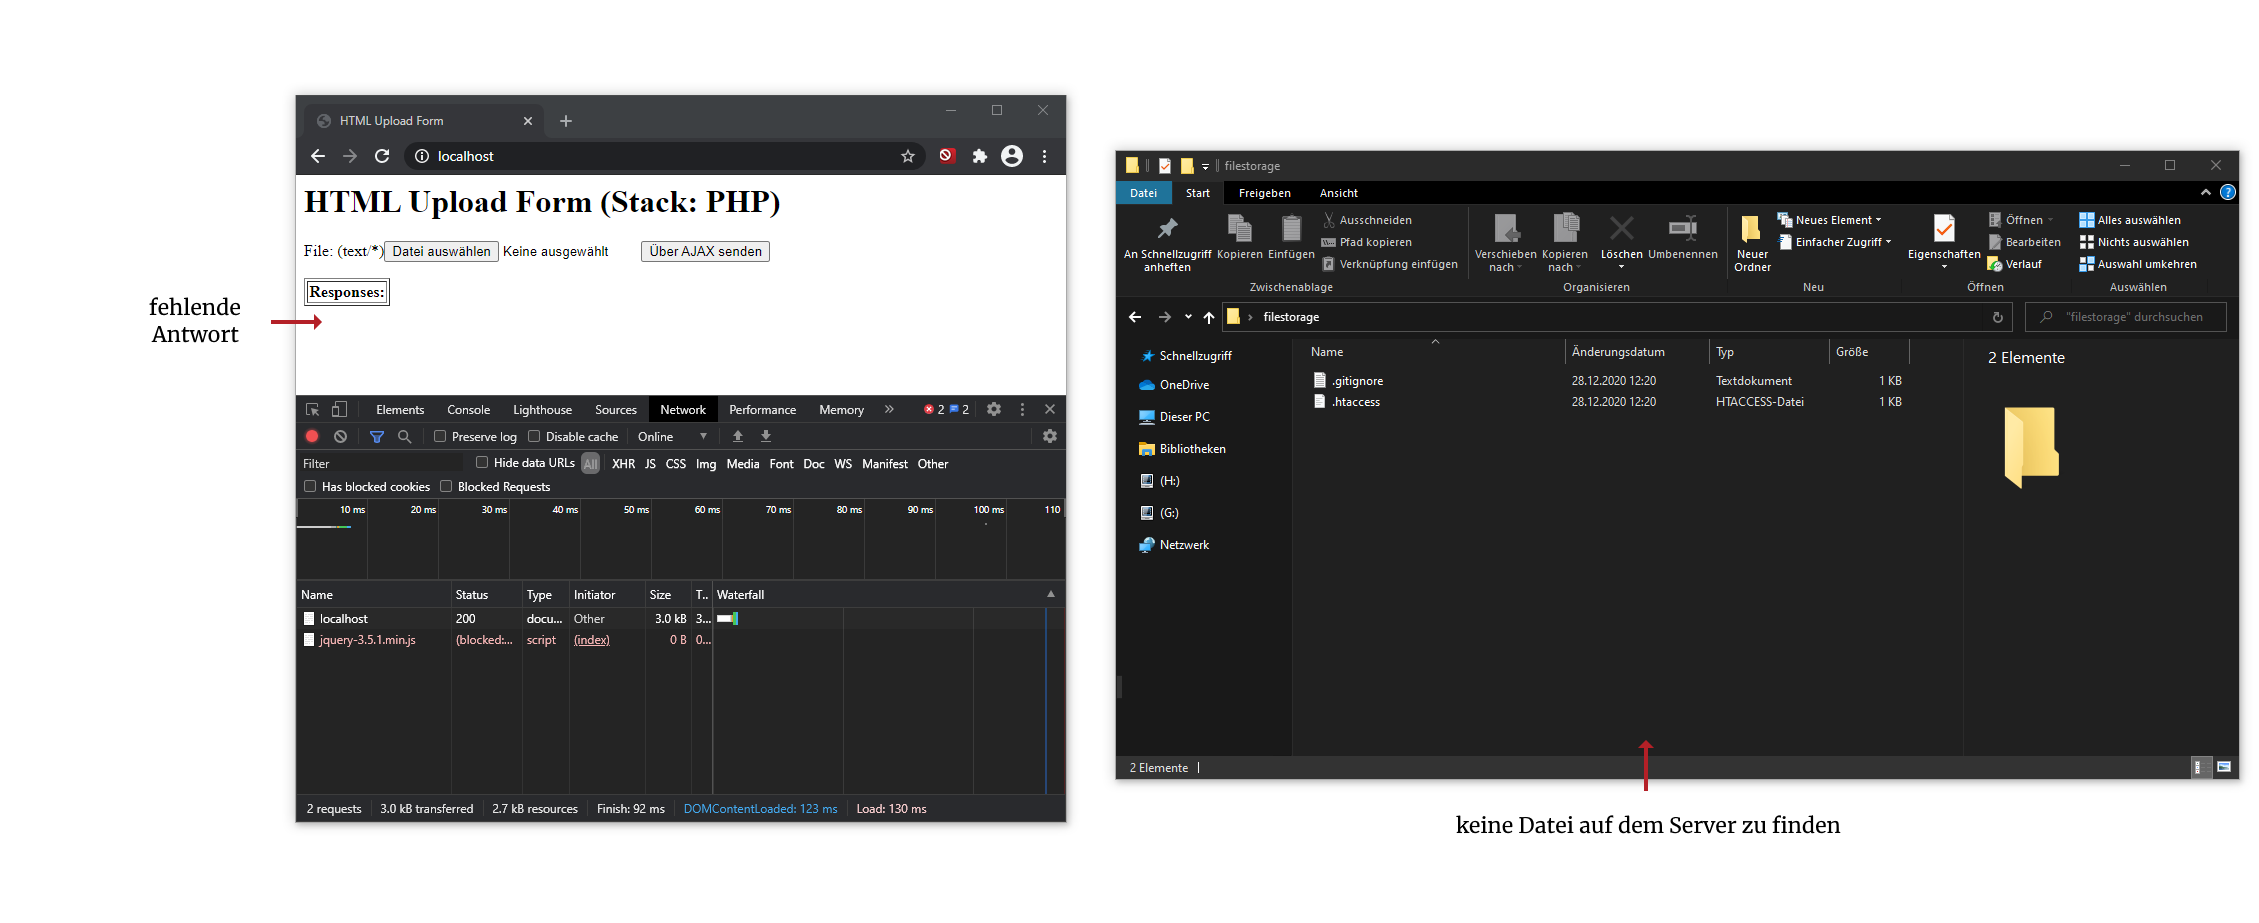 fehlende
Antwort
HTML Upload Form
localhost
HTML Upload Form (Stack: PHP)
File: (text/*) Datei auswählen Keine ausgewählt Über AJAX senden
Responses:
Elements Console Lighthouse Sources Network Performance Memory » 2 2
Preserve log Disable cache Online
Filter Hide data URLs All XHR JS CSS Img Media Font Doc WS Manifest Other
Has blocked cookies Blocked Requests
10 ms 20 ms 30 ms 40 ms 50 ms 60 ms 70 ms 80 ms 90 ms 100 ms 110
Name Status Type Initiator Size T.. Waterfall
localhost 200 docu... Other 3.0 kB 3...
jquery-3.5.1.min.js (blocked:... script (index) 0 B 0...
2 requests 3.0 kB transferred 2.7 kB resources Finish: 92 ms DOMContentLoaded: 123 ms Load: 130 ms
filestorage
Datei Start Freigeben Ansicht
An Schnellzugriff
anheften
Kopieren
Einfügen
Ausschneiden
Pfad kopieren
Verknüpfung einfügen
Zwischenablage
Verschieben
nach
Kopieren
nach
Löschen
Umbenennen
Organisieren
Neuer
Ordner
Neues Element
Einfacher Zugriff
Neu
Eigenschaften
Öffnen
Bearbeiten
Verlauf
Öffnen
Alles auswählen
Nichts auswählen
Auswahl umkehren
Auswählen
filestorage
"filestorage" durchsuchen
Schnellzugriff
OneDrive
Dieser PC
Bibliotheken
(H:)
(G:)
Netzwerk
Name Änderungsdatum Typ Größe
.gitignore 28.12.2020 12:20 Textdokument 1 KB
.htaccess 28.12.2020 12:20 HTACCESS-Datei 1 KB
2 Elemente
2 Elemente
keine Datei auf dem Server zu finden